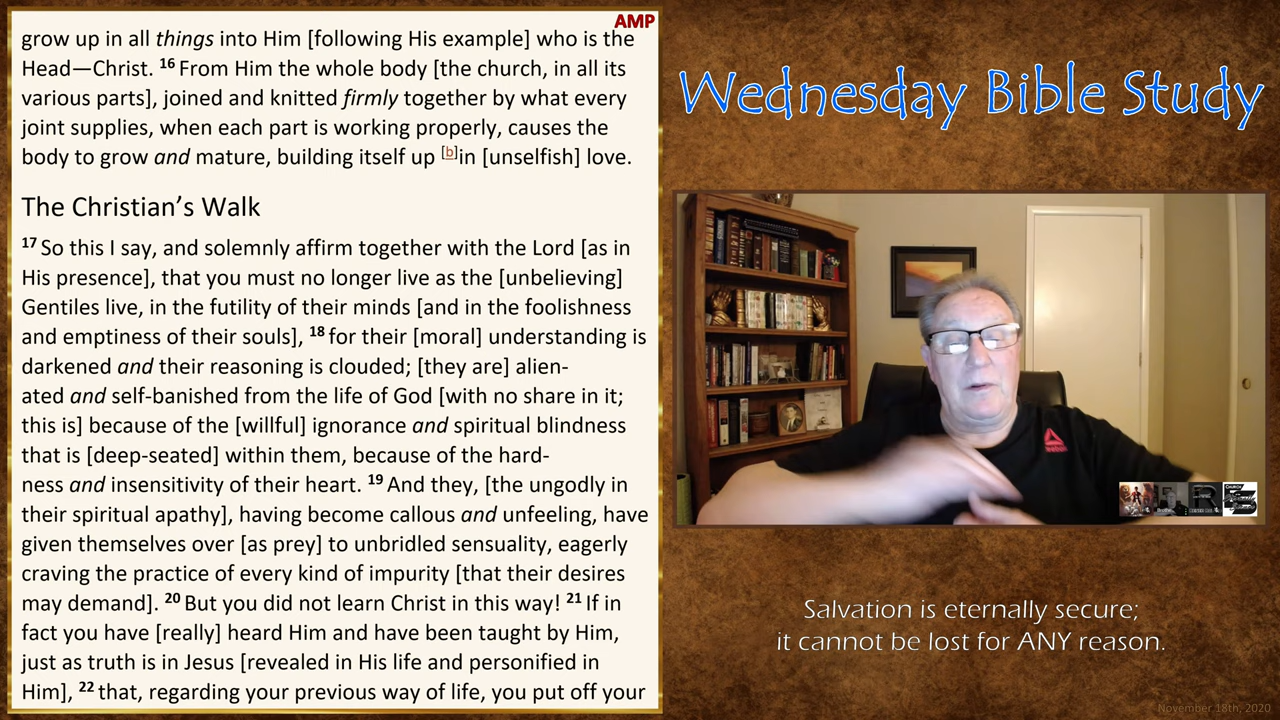 AMP
grow up in all things into Him [following His example] who is the
Head—Christ. 16 From Him the whole body [the church, in all its
various parts], joined and knitted firmly together by what every
joint supplies, when each part is working properly, causes the
body to grow and mature, building itself up [b]in [unselfish] love.
The Christian’s Walk
17 So this I say, and solemnly affirm together with the Lord [as in
His presence], that you must no longer live as the [unbelieving]
Gentiles live, in the futility of their minds [and in the foolishness
and emptiness of their souls], 18 for their [moral] understanding is
darkened and their reasoning is clouded; [they are] alien-
ated and self-banished from the life of God [with no share in it;
this is] because of the [willful] ignorance and spiritual blindness
that is [deep-seated] within them, because of the hard-
ness and insensitivity of their heart. 19 And they, [the ungodly in
their spiritual apathy], having become callous and unfeeling, have
given themselves over [as prey] to unbridled sensuality, eagerly
craving the practice of every kind of impurity [that their desires
may demand]. 20 But you did not learn Christ in this way! 21 If in
fact you have [really] heard Him and have been taught by Him,
just as truth is in Jesus [revealed in His life and personified in
Him], 22 that, regarding your previous way of life, you put off your
Wednesday Bible Study
Reebok
Salvation is eternally secure;
it cannot be lost for ANY reason.
November 18th, 2020